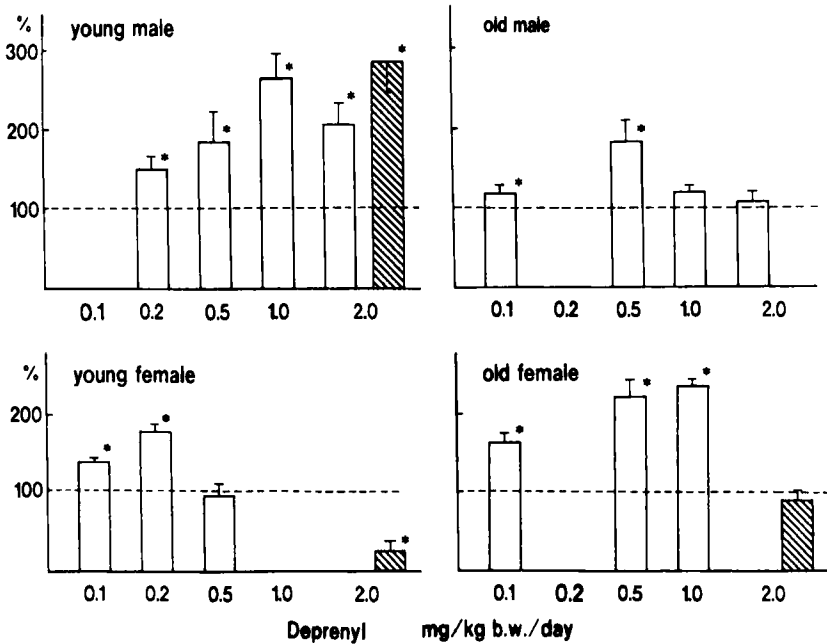 % young male
300
200
100
0.1 0.2 0.5 1.0 2.0
* * * * *
old male
* *
0.1 0.2 0.5 1.0 2.0
% young female
200
100
0.1 0.2 0.5 1.0 2.0
* * *
old female
* * *
0.1 0.2 0.5 1.0 2.0
Deprenyl mg/kg b.w./day